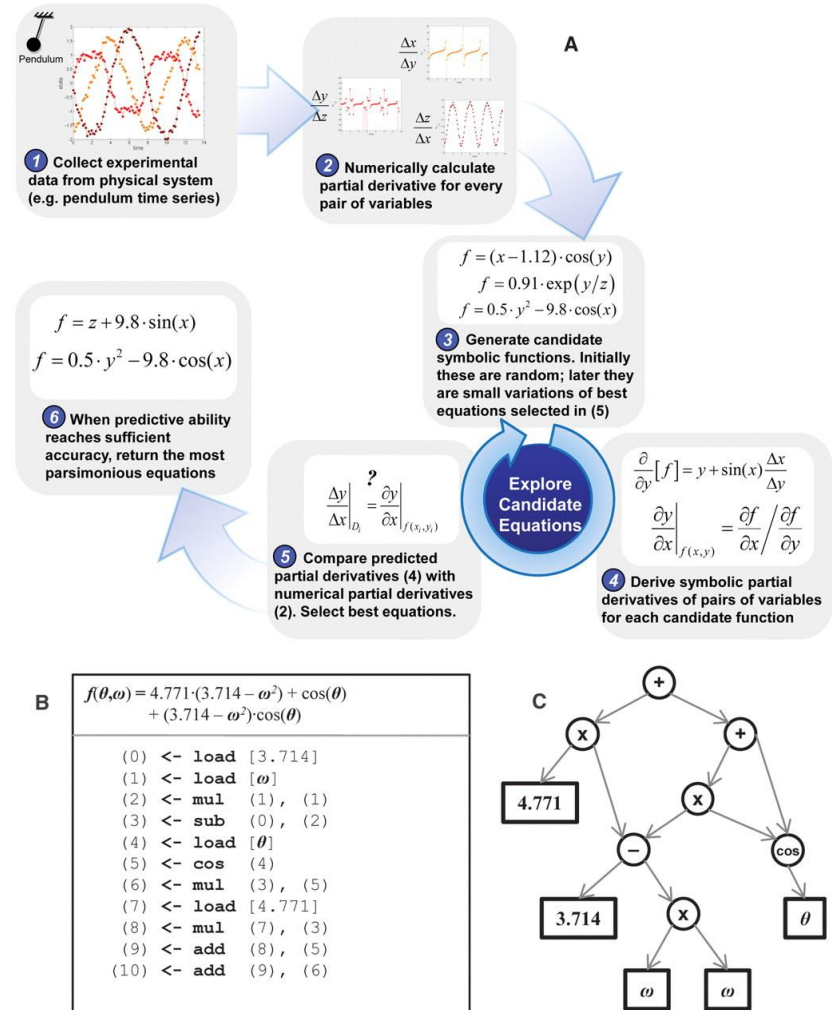 A
Pendulum
state
time
1 Collect experimental
data from physical system
(e.g. pendulum time series)
Δx/Δy
Δy/Δz
Δz/Δx
2 Numerically calculate
partial derivative for every
pair of variables
f = (x−1.12)·cos(y)
f = 0.91·exp(y/z)
f = 0.5·y² −9.8·cos(x)
3 Generate candidate
symbolic functions. Initially
these are random; later they
are small variations of best
equations selected in (5)
∂/∂y [f] = y+sin(x) Δx/Δy
∂y/∂x|f(x,y) = ∂f/∂x / ∂f/∂y
4 Derive symbolic partial
derivatives of pairs of variables
for each candidate function
Explore
Candidate
Equations
?
Δy/Δx|Dᵢ = ∂y/∂x|f(xᵢ,yᵢ)
5 Compare predicted
partial derivatives (4) with
numerical partial derivatives
(2). Select best equations.
f = z+9.8·sin(x)
f = 0.5·y² −9.8·cos(x)
6 When predictive ability
reaches sufficient
accuracy, return the most
parsimonious equations
B
f(θ,ω) = 4.771·(3.714 – ω²) + cos(θ)
+ (3.714 – ω²)·cos(θ)
(0) <- load [3.714]
(1) <- load [ω]
(2) <- mul (1), (1)
(3) <- sub (0), (2)
(4) <- load [θ]
(5) <- cos (4)
(6) <- mul (3), (5)
(7) <- load [4.771]
(8) <- mul (7), (3)
(9) <- add (8), (5)
(10) <- add (9), (6)
C
+
x
+
4.771
x
−
cos
3.714
x
θ
ω
ω